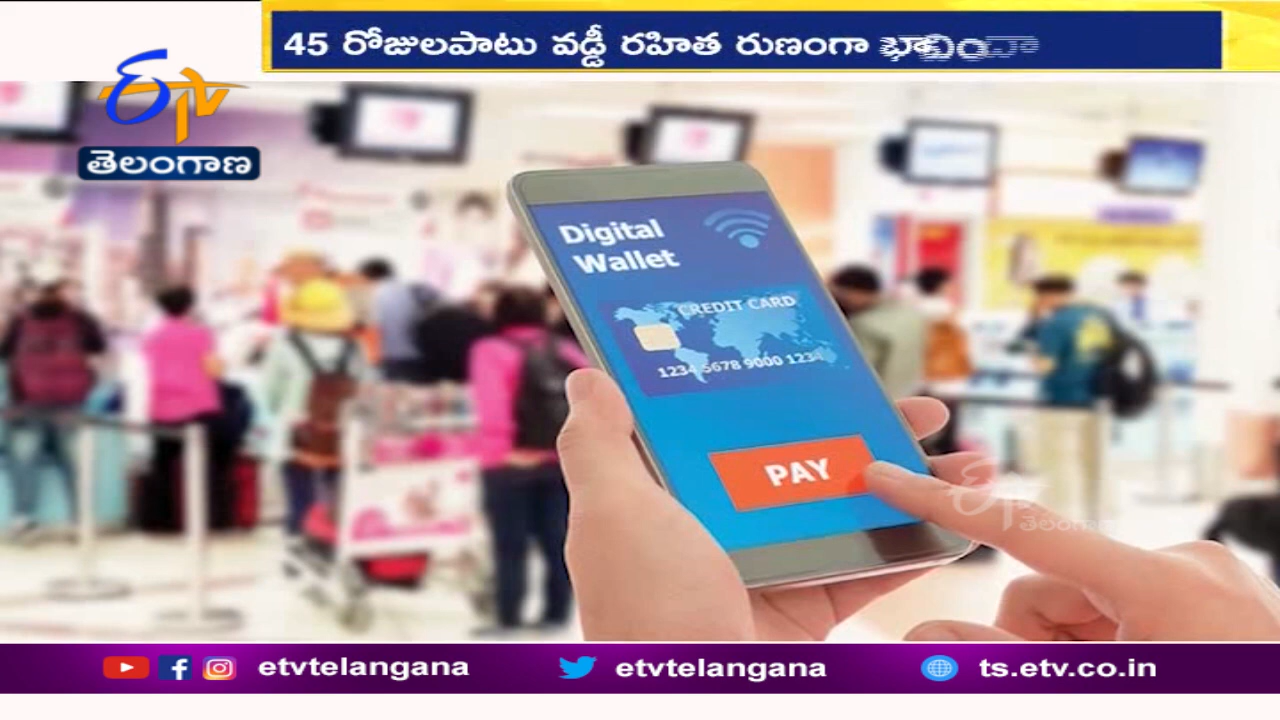 45 రోజులపాటు వడ్డీ రహిత రుణంగా
ETV
తెలంగాణ
Digital
Wallet
CREDIT CARD
1234 5678 9000 1234
PAY
తెలంగాణ
etvtelangana
etvtelangana
ts.etv.co.in